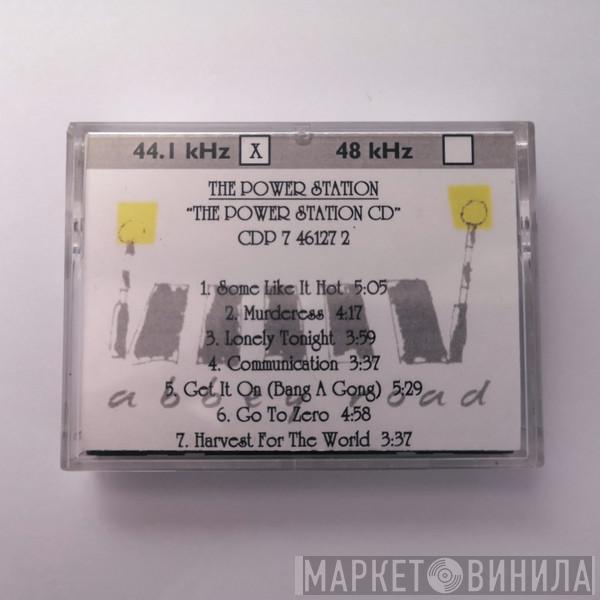 44.1 kHz X 48 kHz
THE POWER STATION
"THE POWER STATION CD"
CDP 7 46127 2
1. Some Like It Hot 5:05
2. Murderess 4:17
3. Lonely Tonight 3:59
4. Communication 3:37
5. Get It On (Bang A Gong) 5:29
abbey road
6. Go To Zero 4:58
7. Harvest For The World 3:37
МАРКЕТ ВИНИЛА